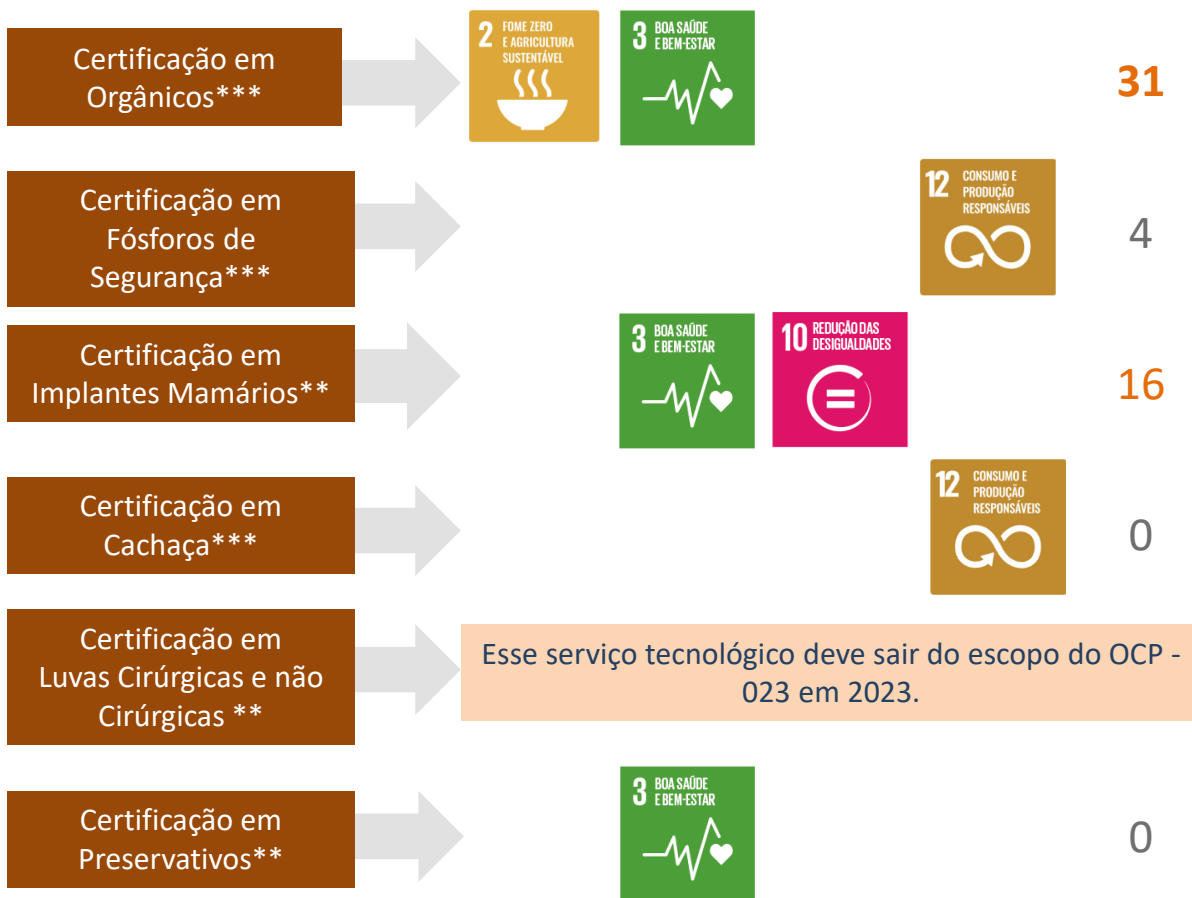 Certificação em
Orgânicos***
2 FOME ZERO
E AGRICULTURA
SUSTENTÁVEL
3 BOA SAÚDE
E BEM-ESTAR
31
Certificação em
Fósforos de
Segurança***
12 CONSUMO E
PRODUÇÃO
RESPONSÁVEIS
4
Certificação em
Implantes Mamários**
3 BOA SAÚDE
E BEM-ESTAR
10 REDUÇÃO DAS
DESIGUALDADES
16
Certificação em
Cachaça***
12 CONSUMO E
PRODUÇÃO
RESPONSÁVEIS
0
Certificação em
Luvas Cirúrgicas e não
Cirúrgicas **
Esse serviço tecnológico deve sair do escopo do OCP -
023 em 2023.
Certificação em
Preservativos**
3 BOA SAÚDE
E BEM-ESTAR
0